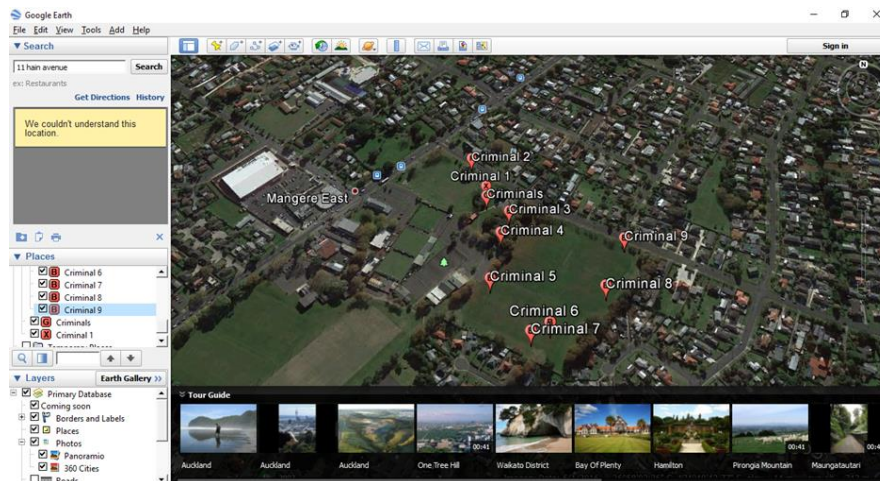 Google Earth
File Edit View Tools Add Help
Sign in
Search
11 hain avenue
Search
ex: Restaurants
Get Directions History
We couldn't understand this
location.
Places
Criminal 6
Criminal 7
Criminal 8
Criminal 9
Criminals
Criminal 1
Temporary Places
Layers
Earth Gallery >>
Primary Database
Coming soon
Borders and Labels
Places
Photos
Panoramio
360 Cities
Roads
N
Criminal 2
Criminal 1
Mangere East
Criminals
Criminal 3
Criminal 4
Criminal 9
Criminal 5
Criminal 8
Criminal 6
Criminal 7
Tour Guide
00:41
00:41
Auckland
Auckland
Auckland
One Tree Hill
Waikato District
Bay Of Plenty
Hamilton
Pirongia Mountain
Maungatautari